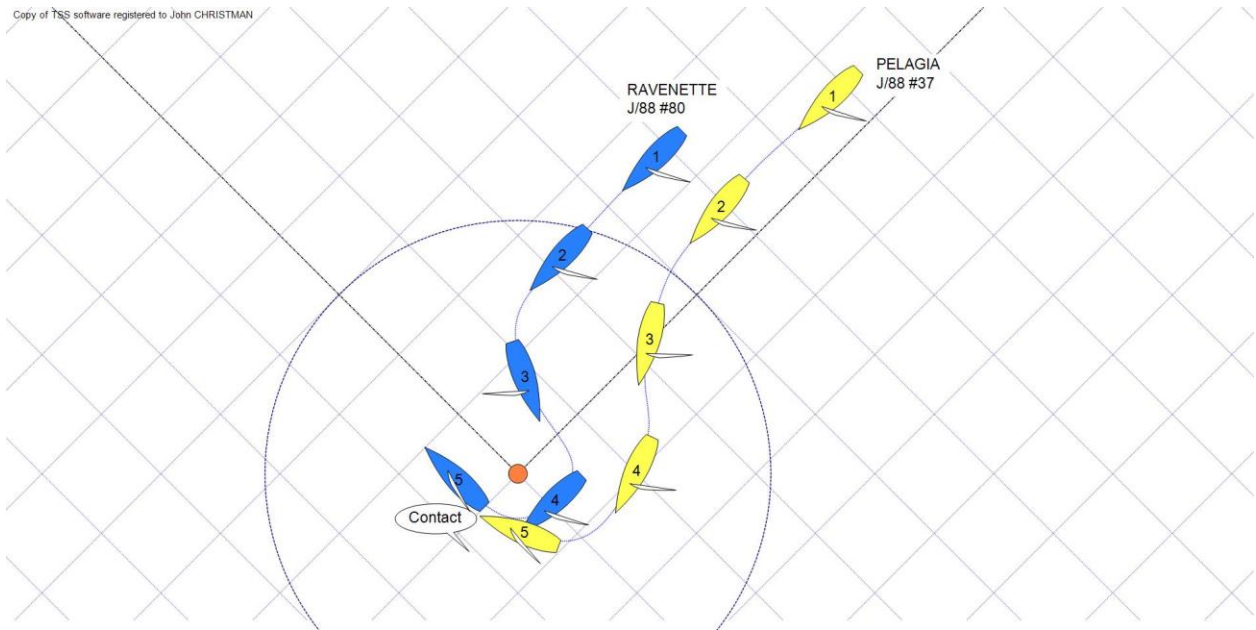 Copy of TSS software registered to John CHRISTMAN
PELAGIA
J/88 #37
RAVENETTE
J/88 #80
1
1
2
2
3
3
4
4
5
5
Contact